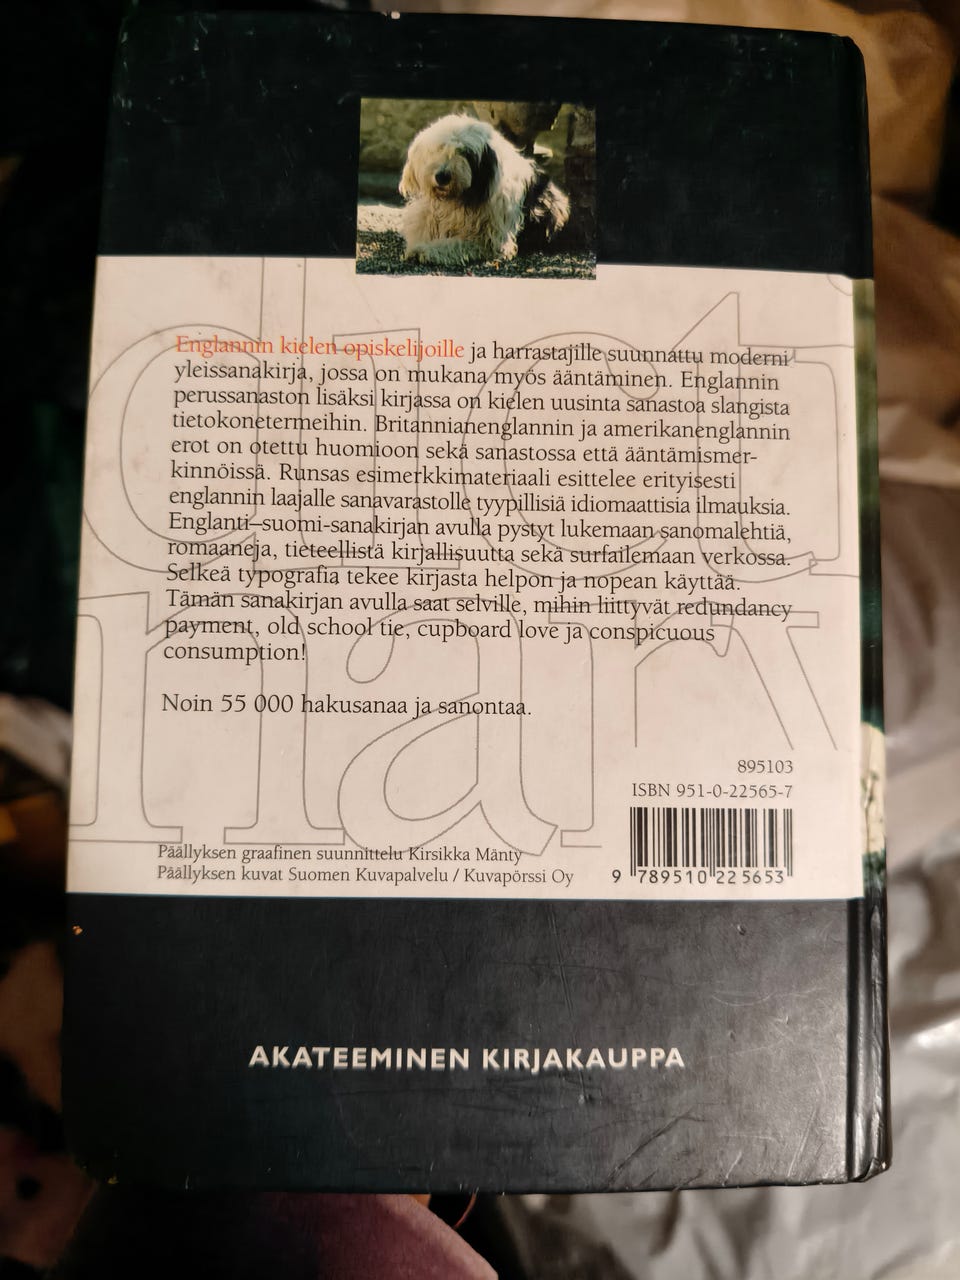 Englannin kielen opiskelijoille ja harrastajille suunnattu moderni
yleissanakirja, jossa on mukana myös ääntäminen. Englannin
perussanaston lisäksi kirjassa on kielen uusinta sanastoa slangista
tietokonetermeihin. Britannianenglannin ja amerikanenglannin
erot on otettu huomioon sekä sanastossa että ääntämismer-
kinnöissä. Runsas esimerkkimateriaali esittelee erityisesti
englannin laajalle sanavarastolle tyypillisiä idiomaattisia ilmauksia.
Englanti–suomi-sanakirjan avulla pystyt lukemaan sanomalehtiä,
romaaneja, tieteellistä kirjallisuutta sekä surfailemaan verkossa.
Selkeä typografia tekee kirjasta helpon ja nopean käyttää.
Tämän sanakirjan avulla saat selville, mihin liittyvät redundancy
payment, old school tie, cupboard love ja conspicuous
consumption!
Noin 55 000 hakusanaa ja sanontaa.
895103
ISBN 951-0-22565-7
Päällyksen graafinen suunnittelu Kirsikka Mänty
Päällyksen kuvat Suomen Kuvapalvelu / Kuvapörssi Oy
9 789510 225653
AKATEEMINEN KIRJAKAUPPA
dict
nary